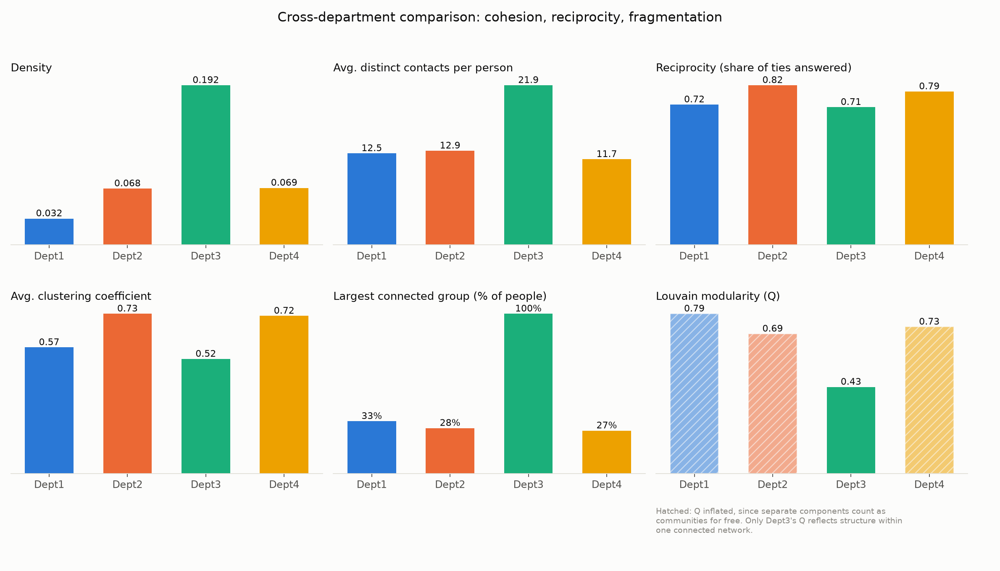 Cross-department comparison: cohesion, reciprocity, fragmentation
Density
0.032
0.068
0.192
0.069
Dept1
Dept2
Dept3
Dept4
Avg. distinct contacts per person
12.5
12.9
21.9
11.7
Dept1
Dept2
Dept3
Dept4
Reciprocity (share of ties answered)
0.72
0.82
0.71
0.79
Dept1
Dept2
Dept3
Dept4
Avg. clustering coefficient
0.57
0.73
0.52
0.72
Dept1
Dept2
Dept3
Dept4
Largest connected group (% of people)
33%
28%
100%
27%
Dept1
Dept2
Dept3
Dept4
Louvain modularity (Q)
0.79
0.69
0.43
0.73
Dept1
Dept2
Dept3
Dept4
Hatched: Q inflated, since separate components count as
communities for free. Only Dept3's Q reflects structure within
one connected network.